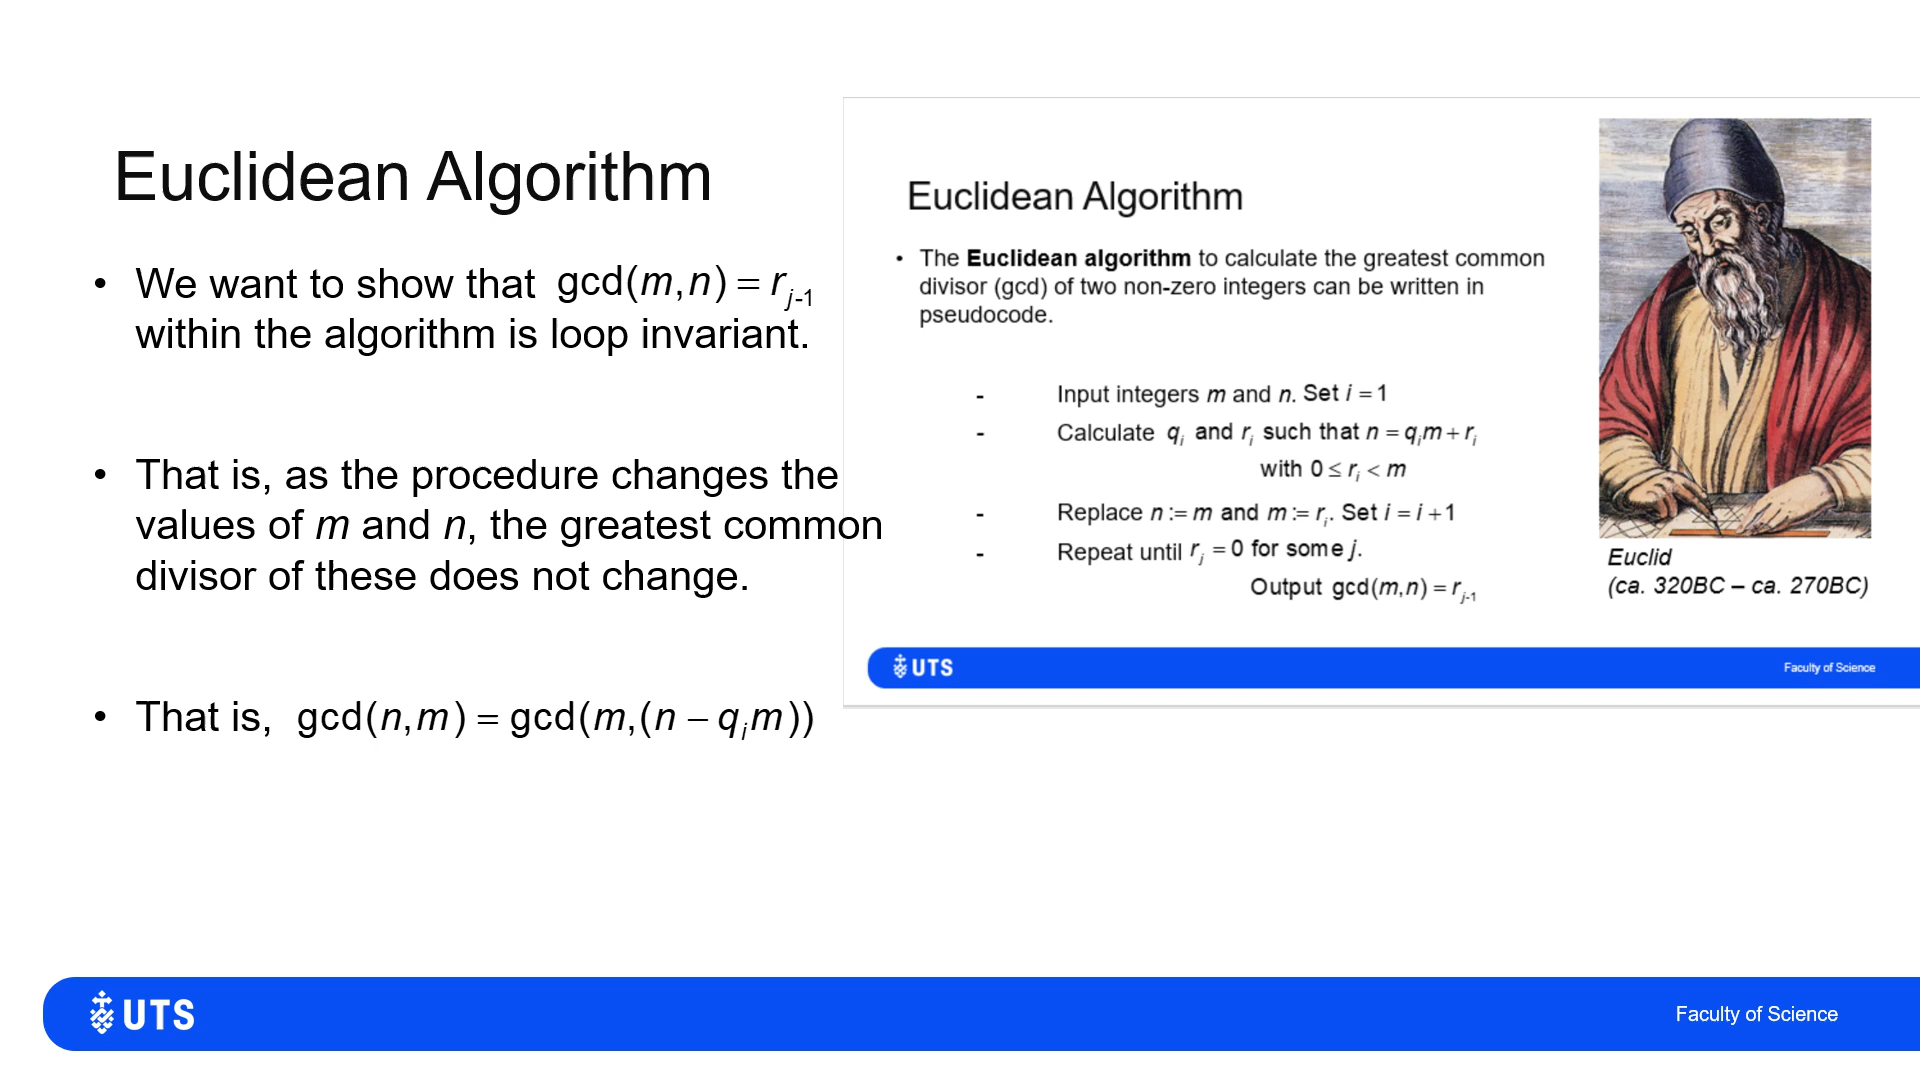 Euclidean Algorithm
• We want to show that gcd(m,n) = r_{j-1}
within the algorithm is loop invariant.
• That is, as the procedure changes the
values of m and n, the greatest common
divisor of these does not change.
• That is, gcd(n,m) = gcd(m,(n − q_i m))
Euclidean Algorithm
• The Euclidean algorithm to calculate the greatest common
divisor (gcd) of two non-zero integers can be written in
pseudocode.
- Input integers m and n. Set i = 1
- Calculate q_i and r_i such that n = q_i m + r_i
with 0 ≤ r_i < m
- Replace n := m and m := r_i. Set i = i + 1
- Repeat until r_j = 0 for some j.
Output gcd(m,n) = r_{j-1}
Euclid
(ca. 320BC – ca. 270BC)
UTS
Faculty of Science
UTS
Faculty of Science